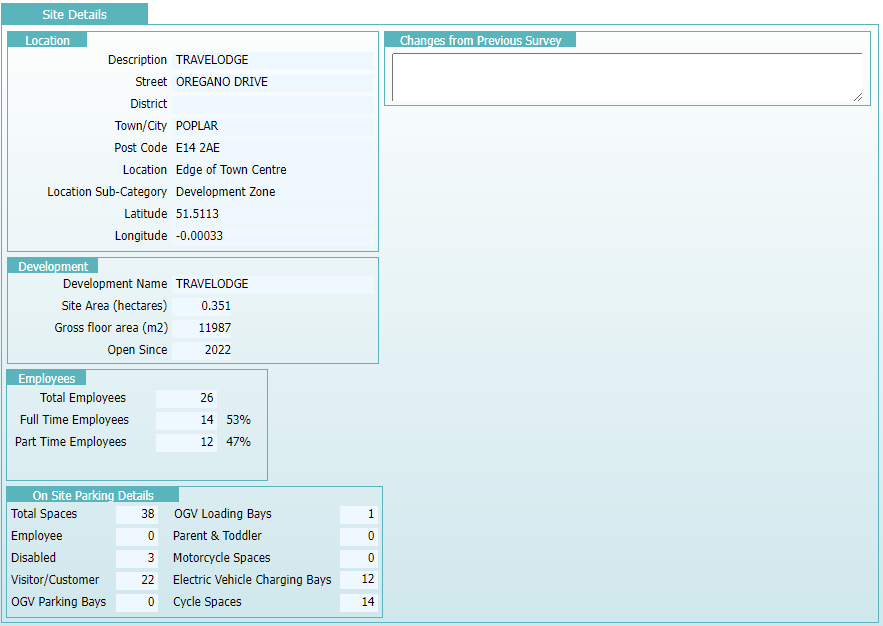 Site Details
Location
Description TRAVELODGE
Street OREGANO DRIVE
District
Town/City POPLAR
Post Code E14 2AE
Location Edge of Town Centre
Location Sub-Category Development Zone
Latitude 51.5113
Longitude -0.00033
Changes from Previous Survey
Development
Development Name TRAVELODGE
Site Area (hectares) 0.351
Gross floor area (m2) 11987
Open Since 2022
Employees
Total Employees 26
Full Time Employees 14 53%
Part Time Employees 12 47%
On Site Parking Details
Total Spaces 38 OGV Loading Bays 1
Employee 0 Parent & Toddler 0
Disabled 3 Motorcycle Spaces 0
Visitor/Customer 22 Electric Vehicle Charging Bays 12
OGV Parking Bays 0 Cycle Spaces 14